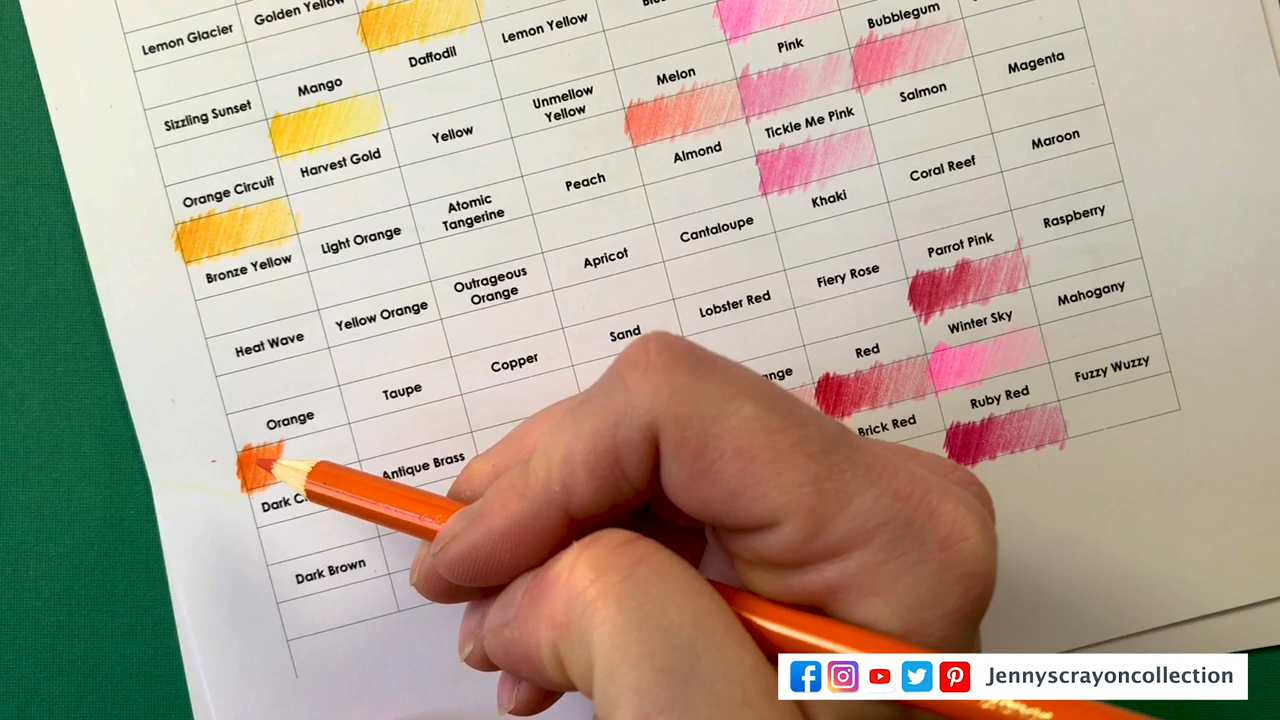 Lemon Glacier
Golden Yellow
Lemon Yellow
Bubblegum
Sizzling Sunset
Mango
Daffodil
Melon
Pink
Magenta
Unmellow
Yellow
Salmon
Orange Circuit
Harvest Gold
Yellow
Almond
Tickle Me Pink
Maroon
Bronze Yellow
Light Orange
Atomic
Tangerine
Peach
Khaki
Coral Reef
Raspberry
Heat Wave
Yellow Orange
Outrageous
Orange
Apricot
Cantaloupe
Fiery Rose
Parrot Pink
Mahogany
Orange
Taupe
Copper
Sand
Lobster Red
Red
Winter Sky
Fuzzy Wuzzy
Dark
Antique Brass
Brick Red
Ruby Red
Dark Brown
Jennyscrayoncollection